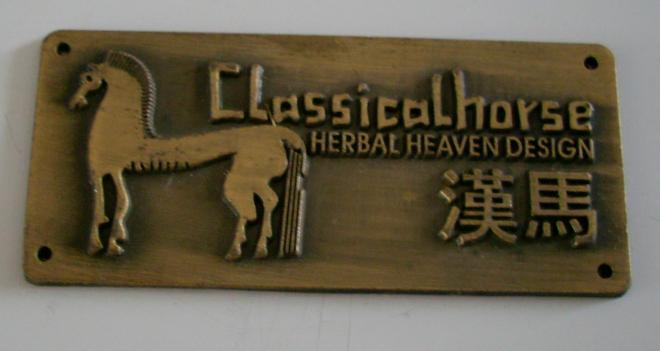 Classicalhorse
HERBAL HEAVEN DESIGN
漢馬